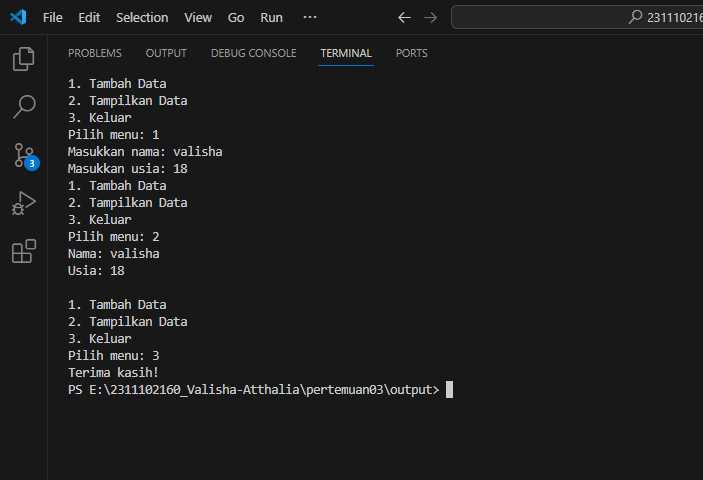 File Edit Selection View Go Run ··· ← → 231110216
PROBLEMS OUTPUT DEBUG CONSOLE TERMINAL PORTS
1. Tambah Data
2. Tampilkan Data
3. Keluar
Pilih menu: 1
Masukkan nama: valisha
Masukkan usia: 18
1. Tambah Data
2. Tampilkan Data
3. Keluar
Pilih menu: 2
Nama: valisha
Usia: 18
1. Tambah Data
2. Tampilkan Data
3. Keluar
Pilih menu: 3
Terima kasih!
PS E:\2311102160_Valisha-Atthalia\pertemuan03\output>
3